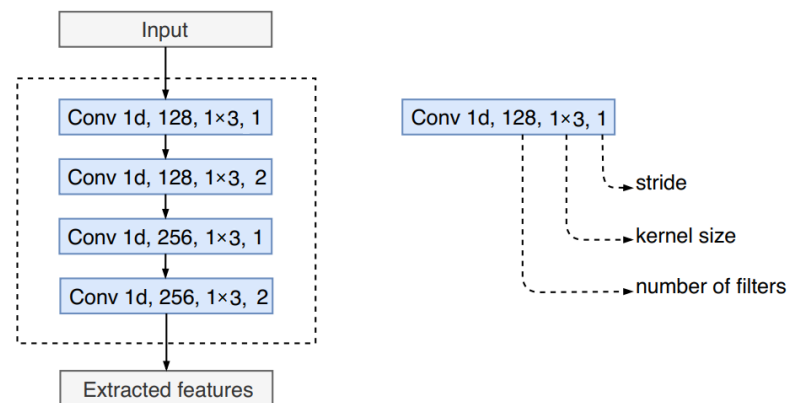 Input
Conv 1d, 128, 1×3, 1
Conv 1d, 128, 1×3, 2
Conv 1d, 256, 1×3, 1
Conv 1d, 256, 1×3, 2
Extracted features
Conv 1d, 128, 1×3, 1
stride
kernel size
number of filters